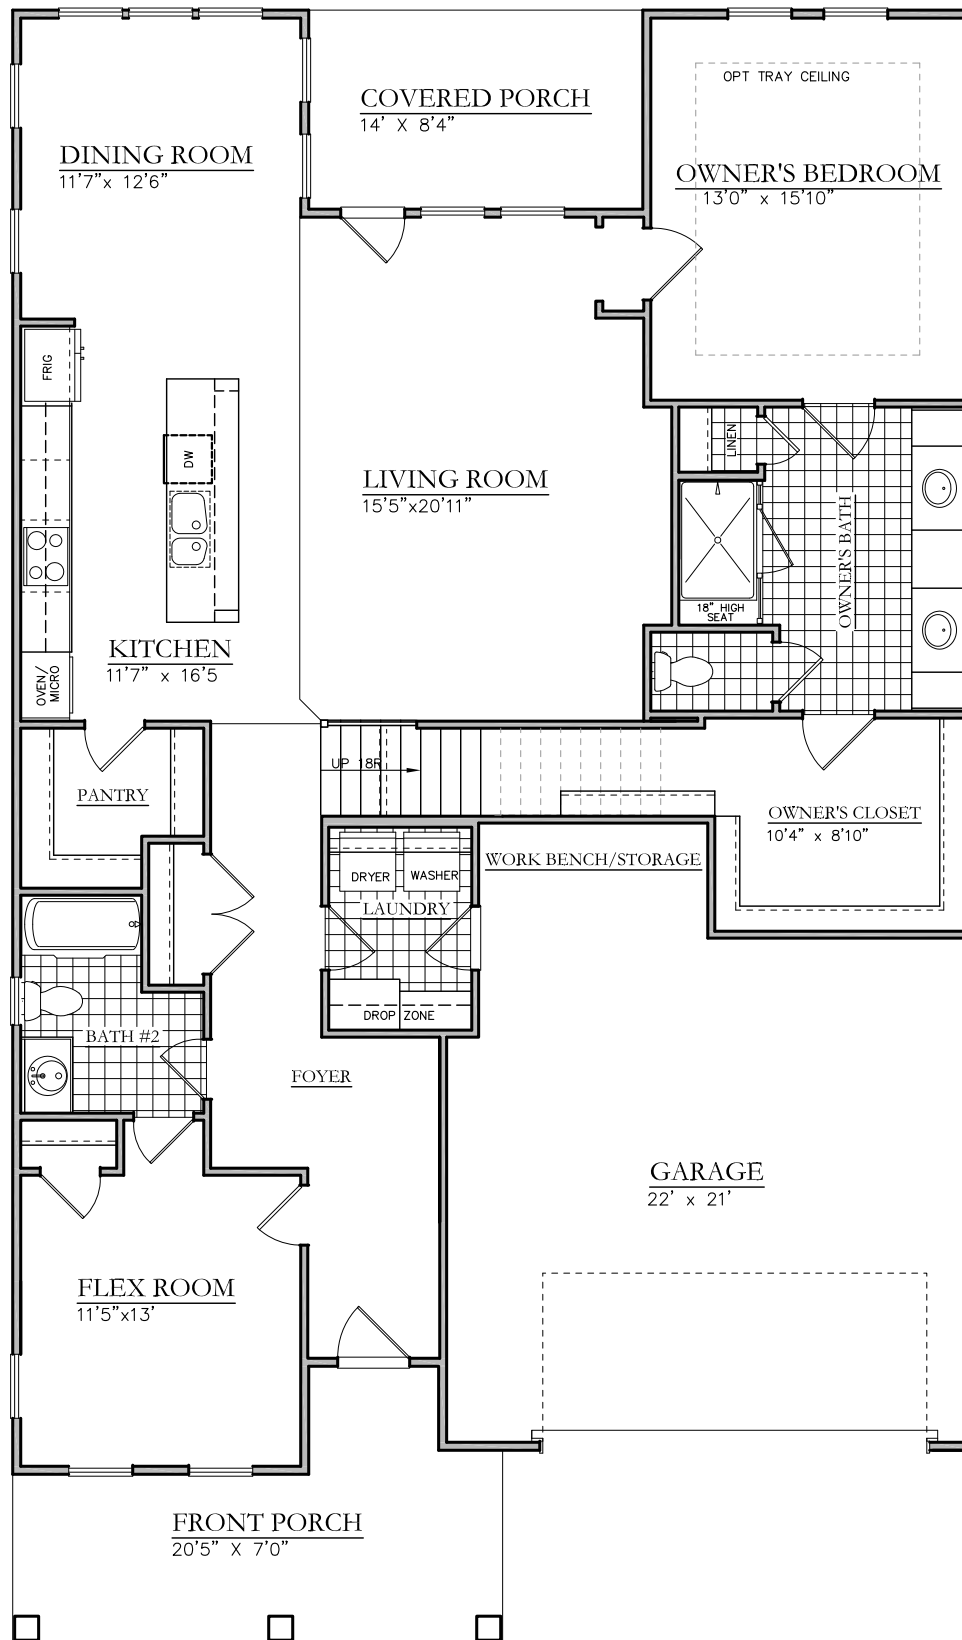 OPT TRAY CEILING
COVERED PORCH
14' X 8'4"
DINING ROOM
11'7"x 12'6"
OWNER'S BEDROOM
13'0" x 15'10"
FRIG
DW
LINEN
LIVING ROOM
15'5"x20'11"
OWNER'S BATH
18" HIGH
SEAT
KITCHEN
11'7" x 16'5
OVEN/
MICRO
UP 18R
PANTRY
OWNER'S CLOSET
10'4" x 8'10"
WORK BENCH/STORAGE
DRYER
WASHER
LAUNDRY
DROP ZONE
BATH #2
FOYER
GARAGE
22' x 21'
FLEX ROOM
11'5"x13'
FRONT PORCH
20'5" X 7'0"